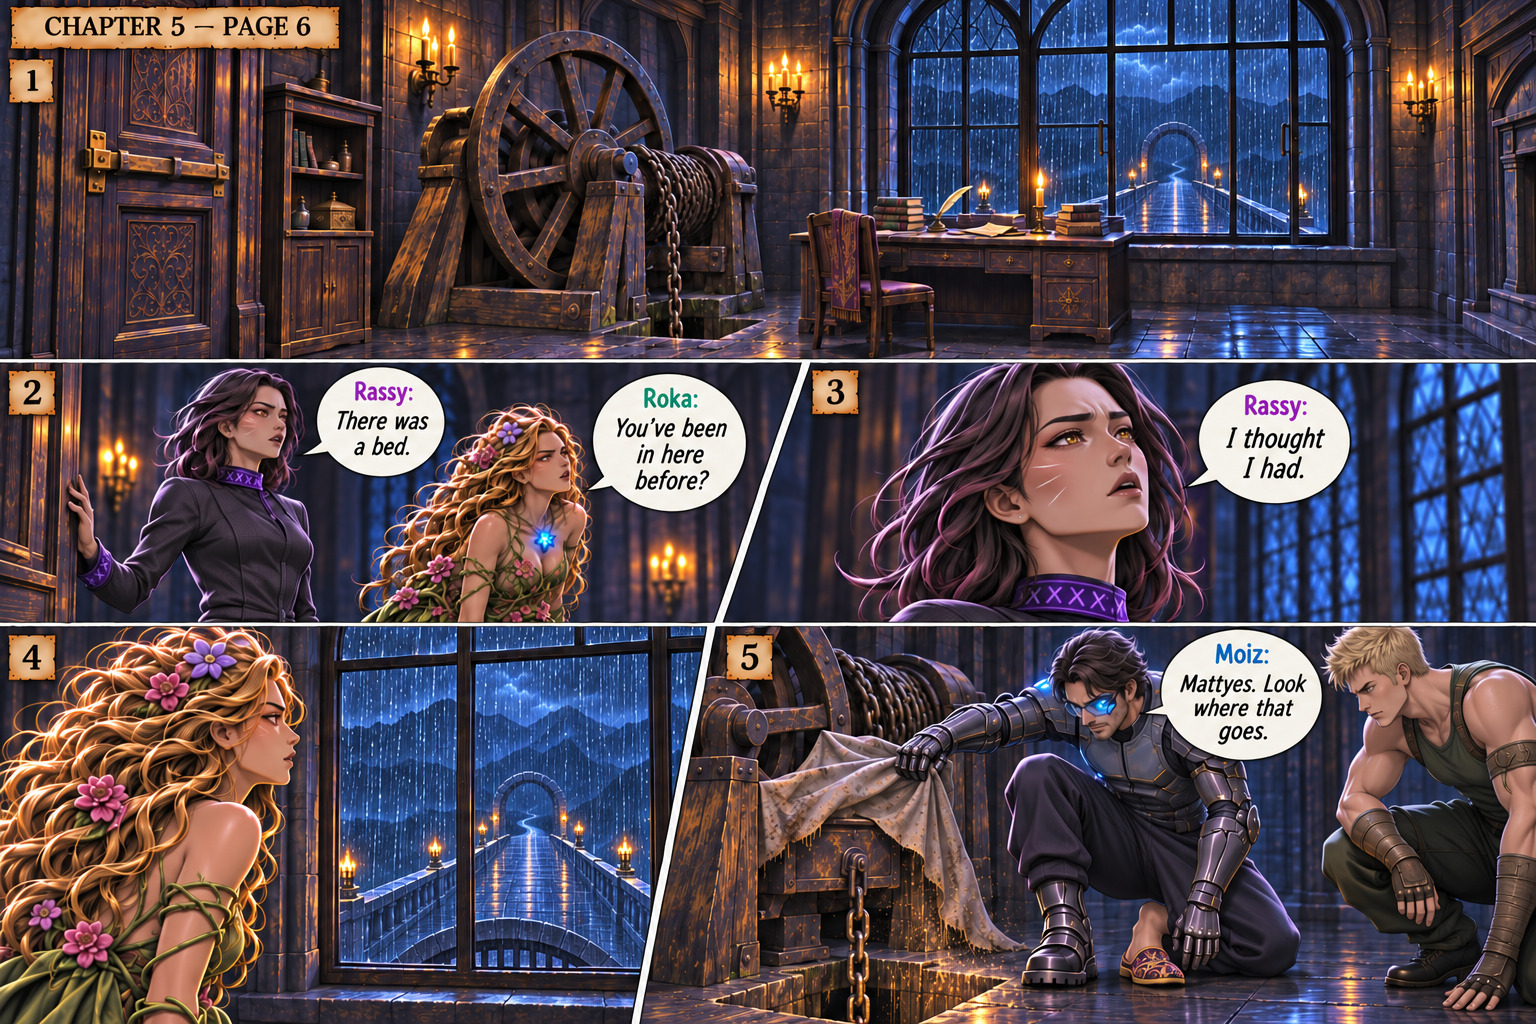 CHAPTER 5 — PAGE 6
1
2
Rassy:
There was
a bed.
Roka:
You've been
in here
before?
3
Rassy:
I thought
I had.
4
5
Moiz:
Mattyes. Look
where that
goes.